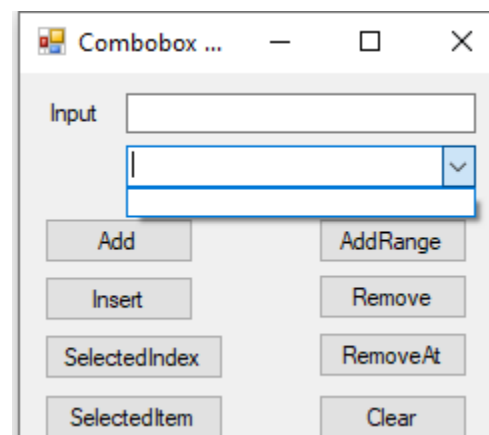 Combobox ...
Input
Add AddRange
Insert Remove
SelectedIndex RemoveAt
SelectedItem Clear